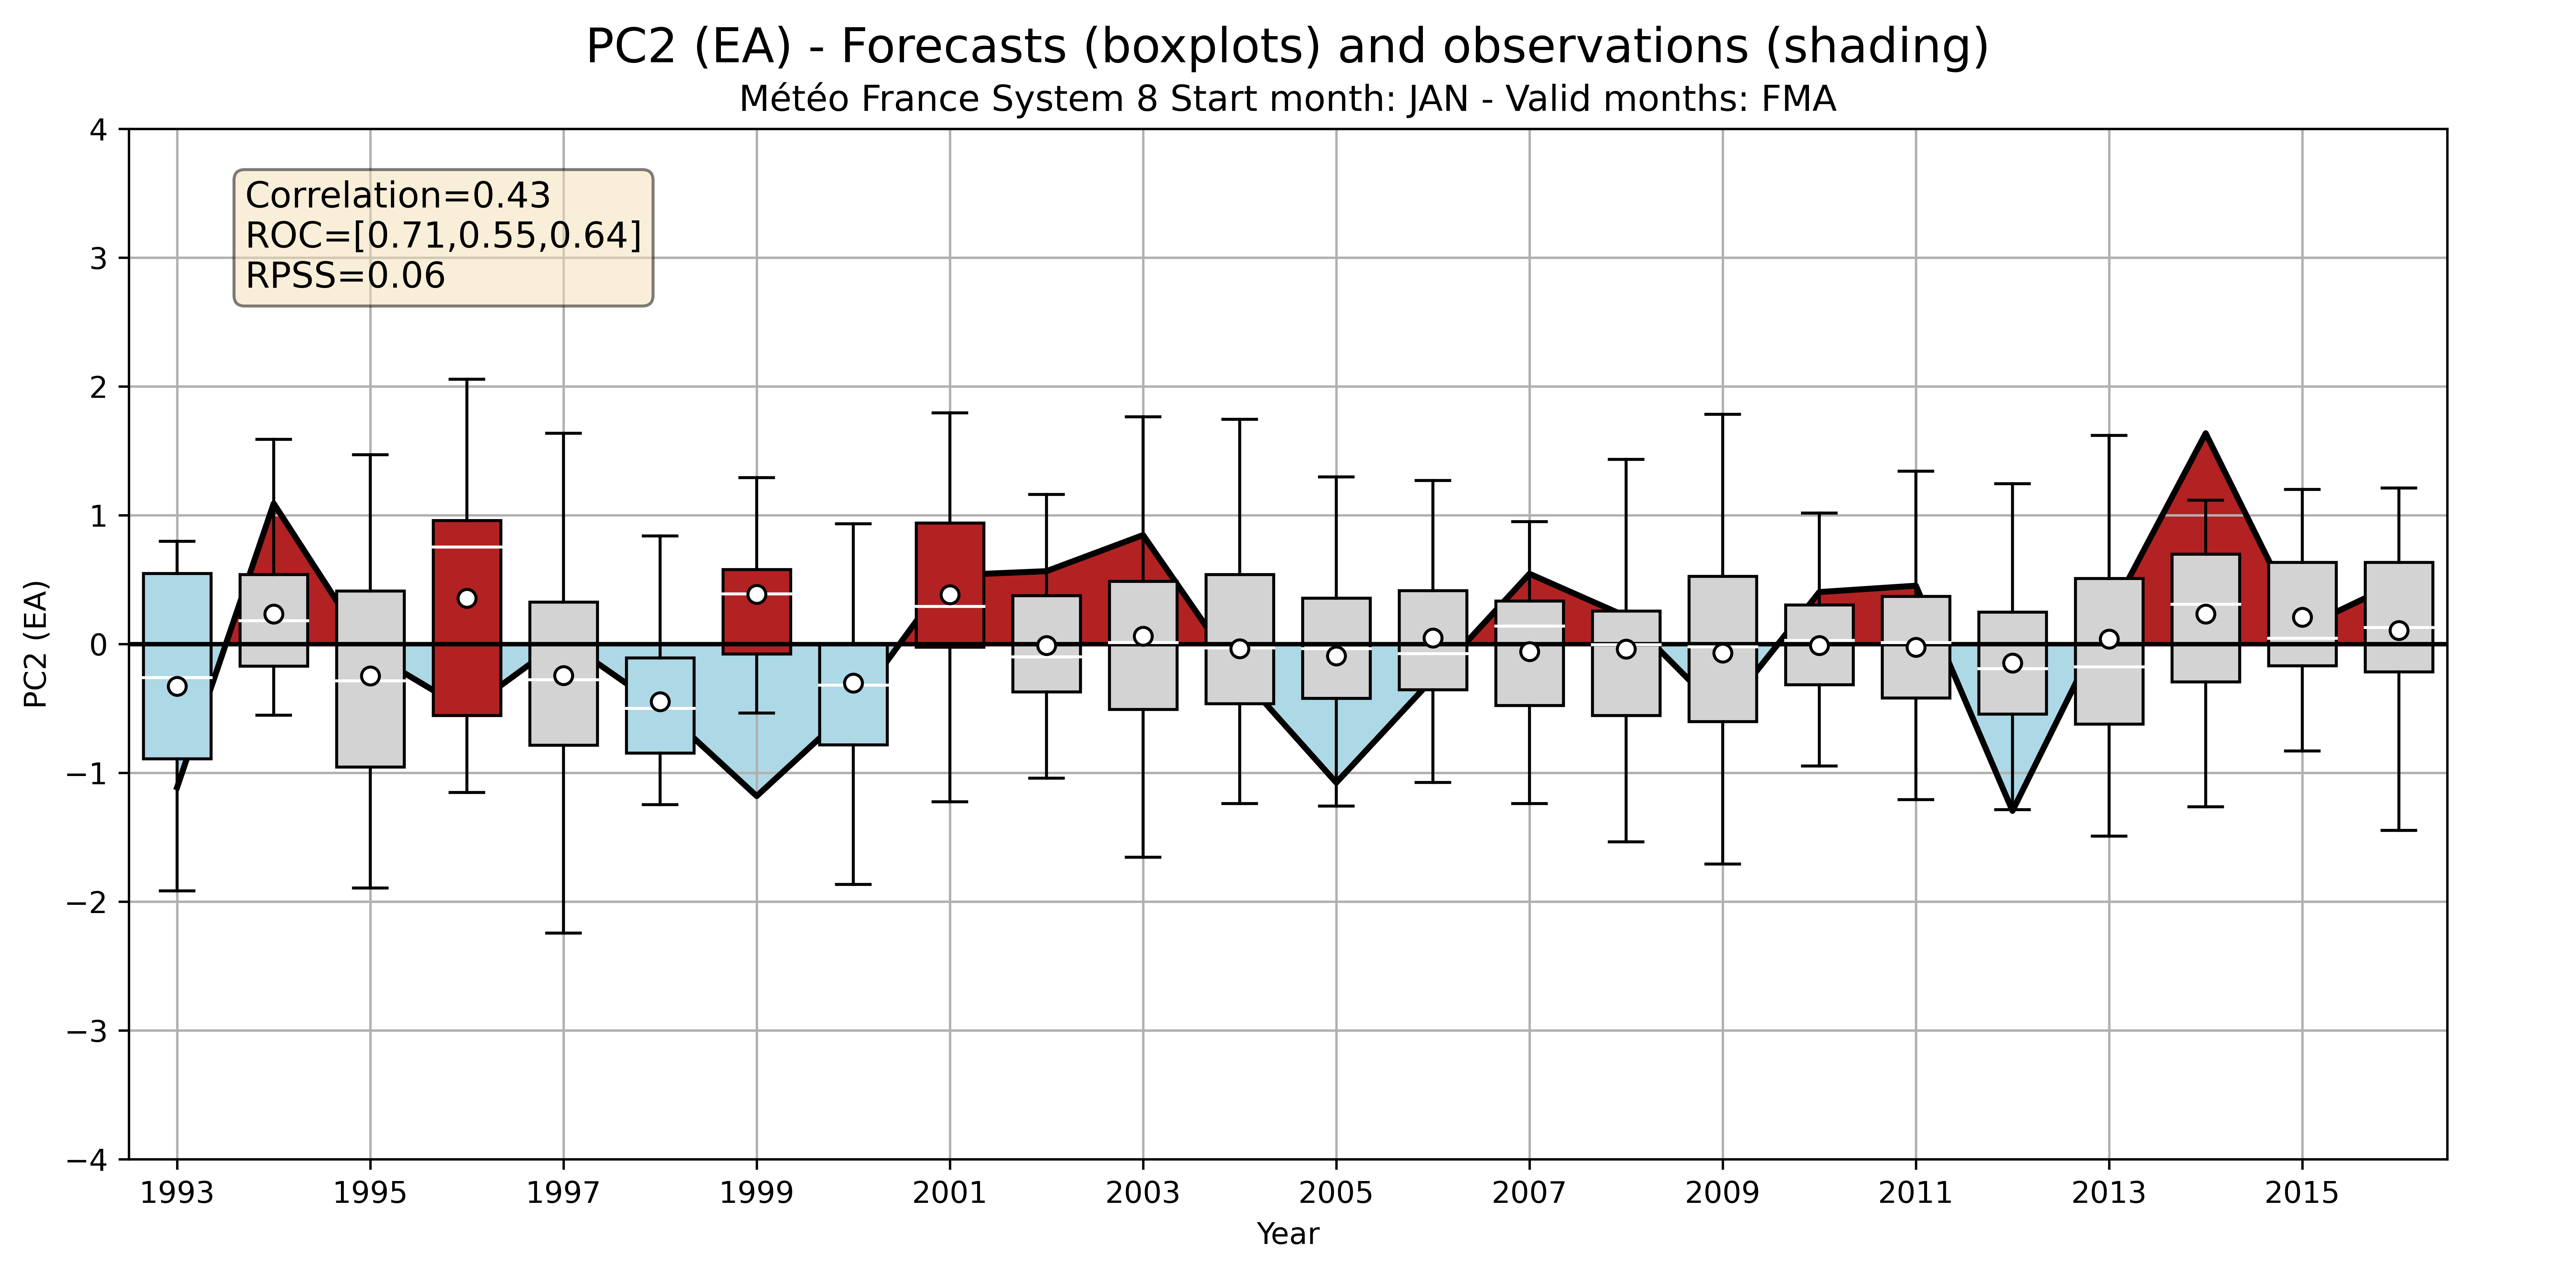 PC2 (EA) - Forecasts (boxplots) and observations (shading)
Météo France System 8 Start month: JAN - Valid months: FMA
Correlation=0.43
ROC=[0.71,0.55,0.64]
RPSS=0.06
PC2 (EA)
4
3
2
1
0
−1
−2
−3
−4
1993 1995 1997 1999 2001 2003 2005 2007 2009 2011 2013 2015
Year